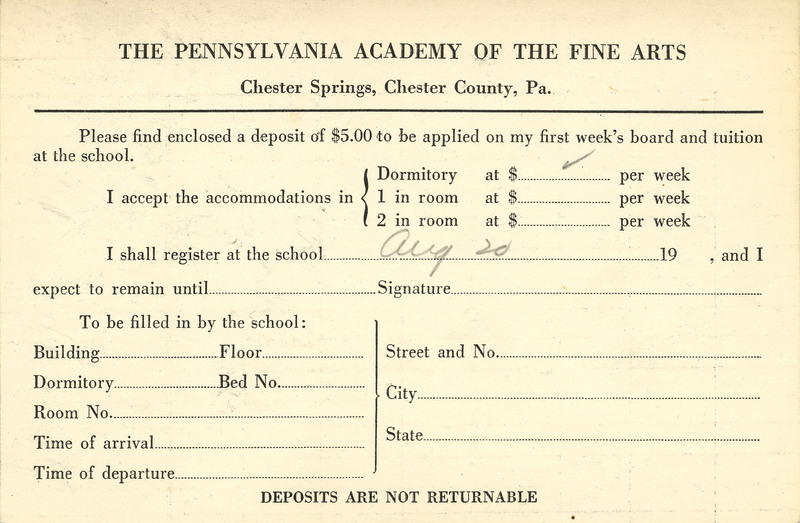 THE PENNSYLVANIA ACADEMY OF THE FINE ARTS
Chester Springs, Chester County, Pa.
Please find enclosed a deposit of $5.00 to be applied on my first week's board and tuition
at the school.
I accept the accommodations in
Dormitory at $ ✓ per week
1 in room at $ per week
2 in room at $ per week
I shall register at the school Aug 20 19 , and I
expect to remain until Signature
To be filled in by the school:
Building Floor
Dormitory Bed No.
Room No.
Time of arrival
Time of departure
Street and No.
City
State
DEPOSITS ARE NOT RETURNABLE